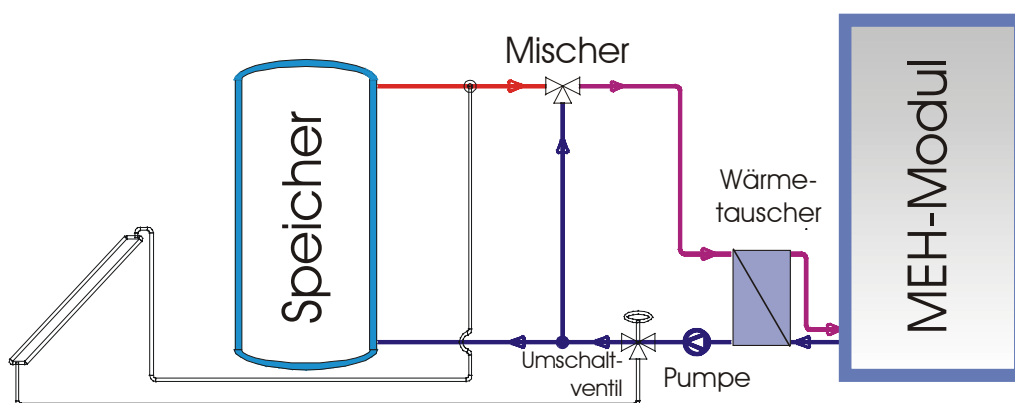 Mischer
Speicher
Wärme-
tauscher
MEH-Modul
Umschalt-
ventil
Pumpe